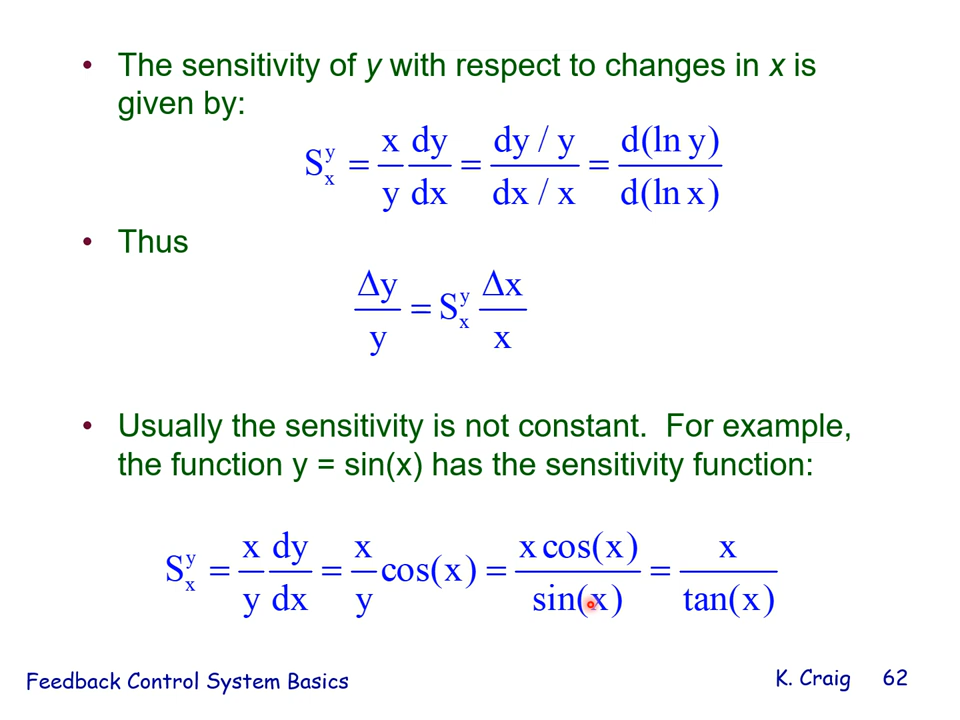 • The sensitivity of y with respect to changes in x is
given by:
S_x^y = (x/y)(dy/dx) = (dy / y)/(dx / x) = d(ln y)/d(ln x)
• Thus
Δy/y = S_x^y Δx/x
• Usually the sensitivity is not constant. For example,
the function y = sin(x) has the sensitivity function:
S_x^y = (x/y)(dy/dx) = (x/y)cos(x) = x cos(x)/sin(x) = x/tan(x)
Feedback Control System Basics
K. Craig 62